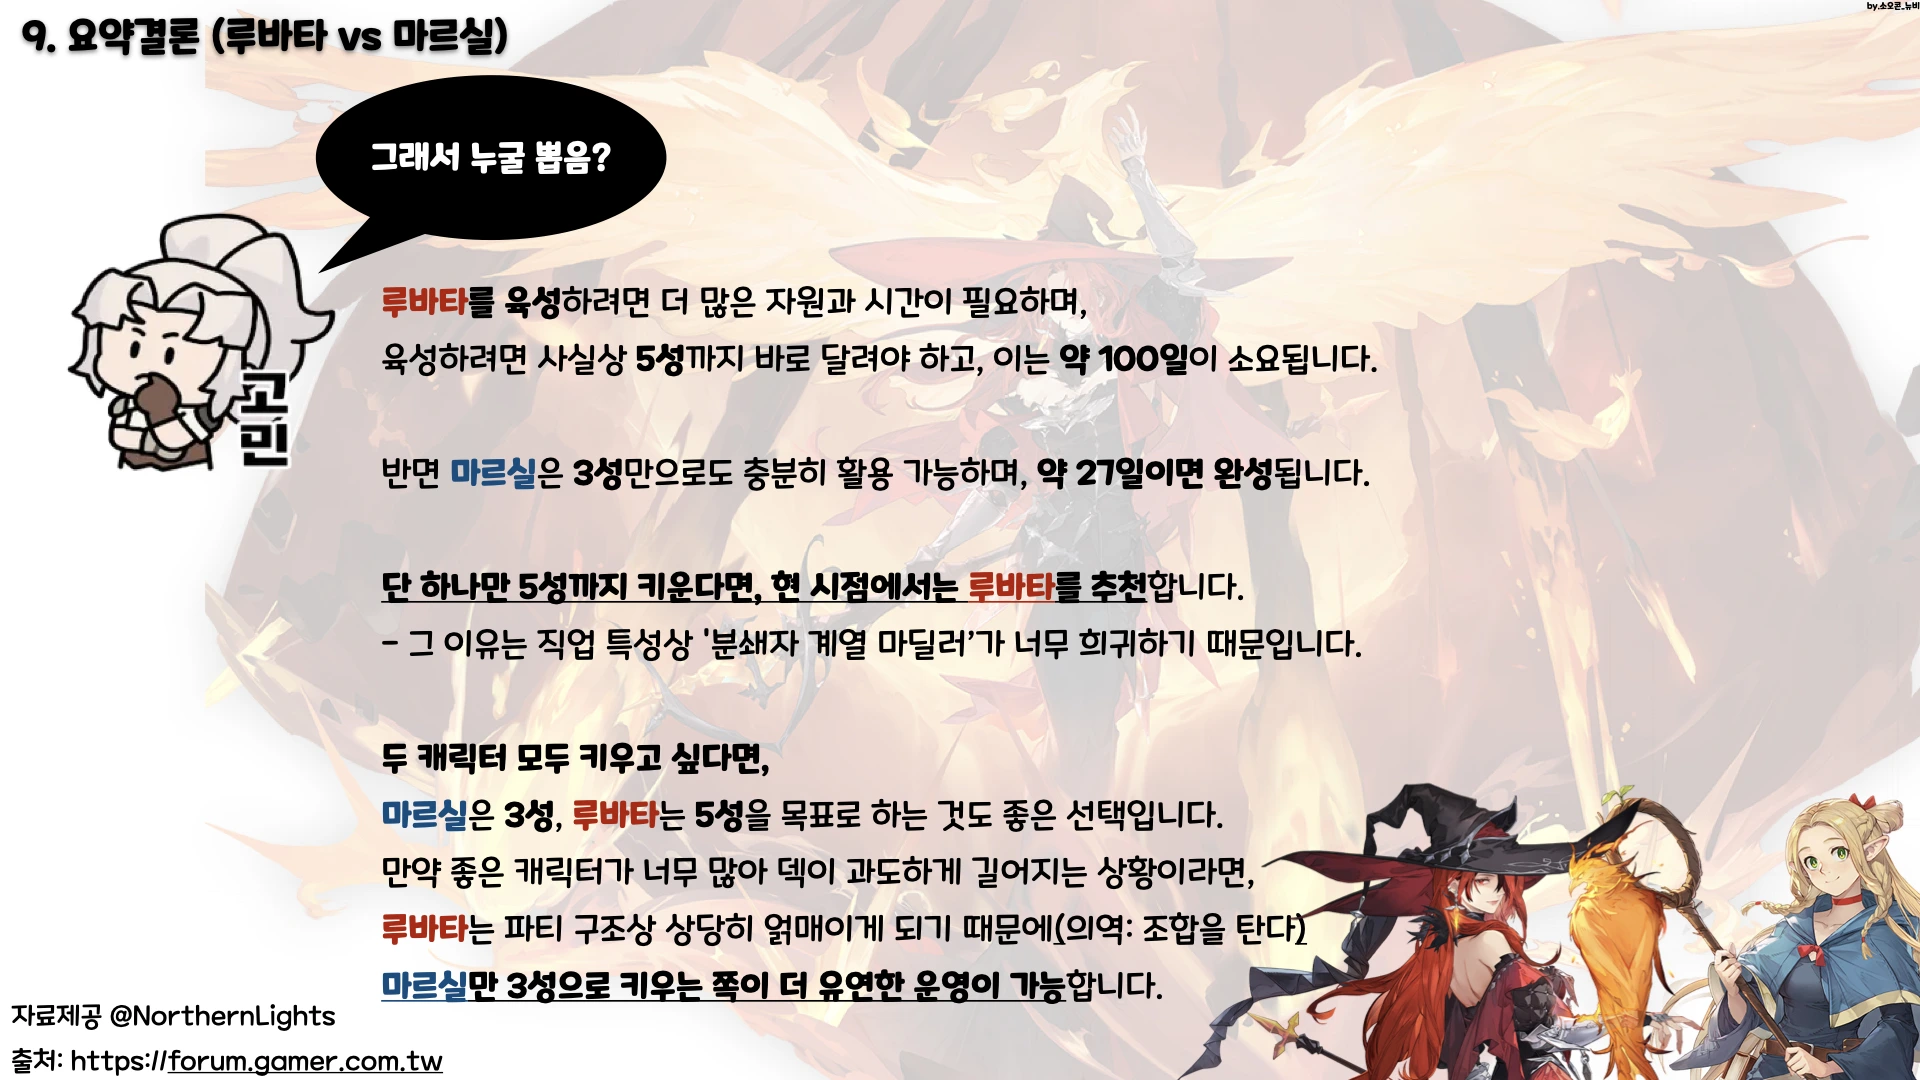 9. 요약결론 (루바타 vs 마르실)
by.소오콘_뉴비
그래서 누굴 뽑음?
고민
루바타를 육성하려면 더 많은 자원과 시간이 필요하며,
육성하려면 사실상 5성까지 바로 달려야 하고, 이는 약 100일이 소요됩니다.
반면 마르실은 3성만으로도 충분히 활용 가능하며, 약 27일이면 완성됩니다.
단 하나만 5성까지 키운다면, 현 시점에서는 루바타를 추천합니다.
- 그 이유는 직업 특성상 '분쇄자 계열 마딜러’가 너무 희귀하기 때문입니다.
두 캐릭터 모두 키우고 싶다면,
마르실은 3성, 루바타는 5성을 목표로 하는 것도 좋은 선택입니다.
만약 좋은 캐릭터가 너무 많아 덱이 과도하게 길어지는 상황이라면,
루바타는 파티 구조상 상당히 얽매이게 되기 때문에(의역: 조합을 탄다)
마르실만 3성으로 키우는 쪽이 더 유연한 운영이 가능합니다.
자료제공 @NorthernLights
출처: https://forum.gamer.com.tw